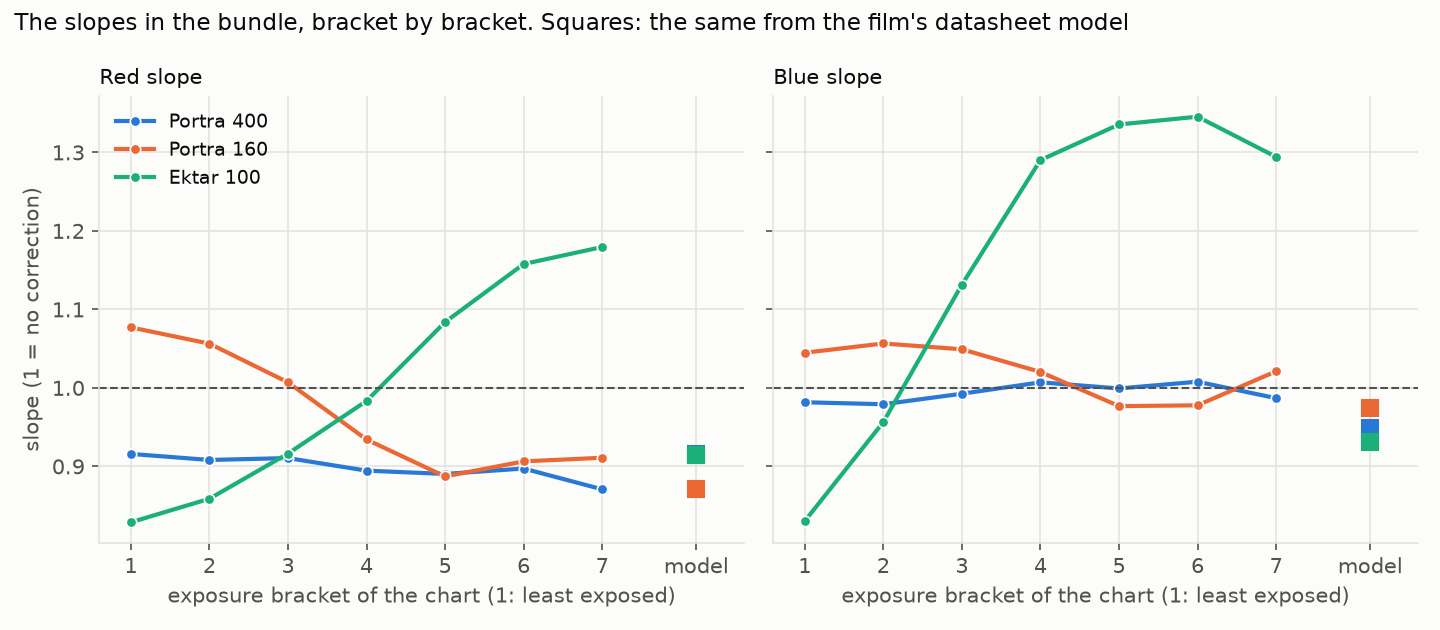 The slopes in the bundle, bracket by bracket. Squares: the same from the film's datasheet model
Red slope
Blue slope
Portra 400
Portra 160
Ektar 100
slope (1 = no correction)
1.3
1.2
1.1
1.0
0.9
1 2 3 4 5 6 7 model
1 2 3 4 5 6 7 model
exposure bracket of the chart (1: least exposed)
exposure bracket of the chart (1: least exposed)